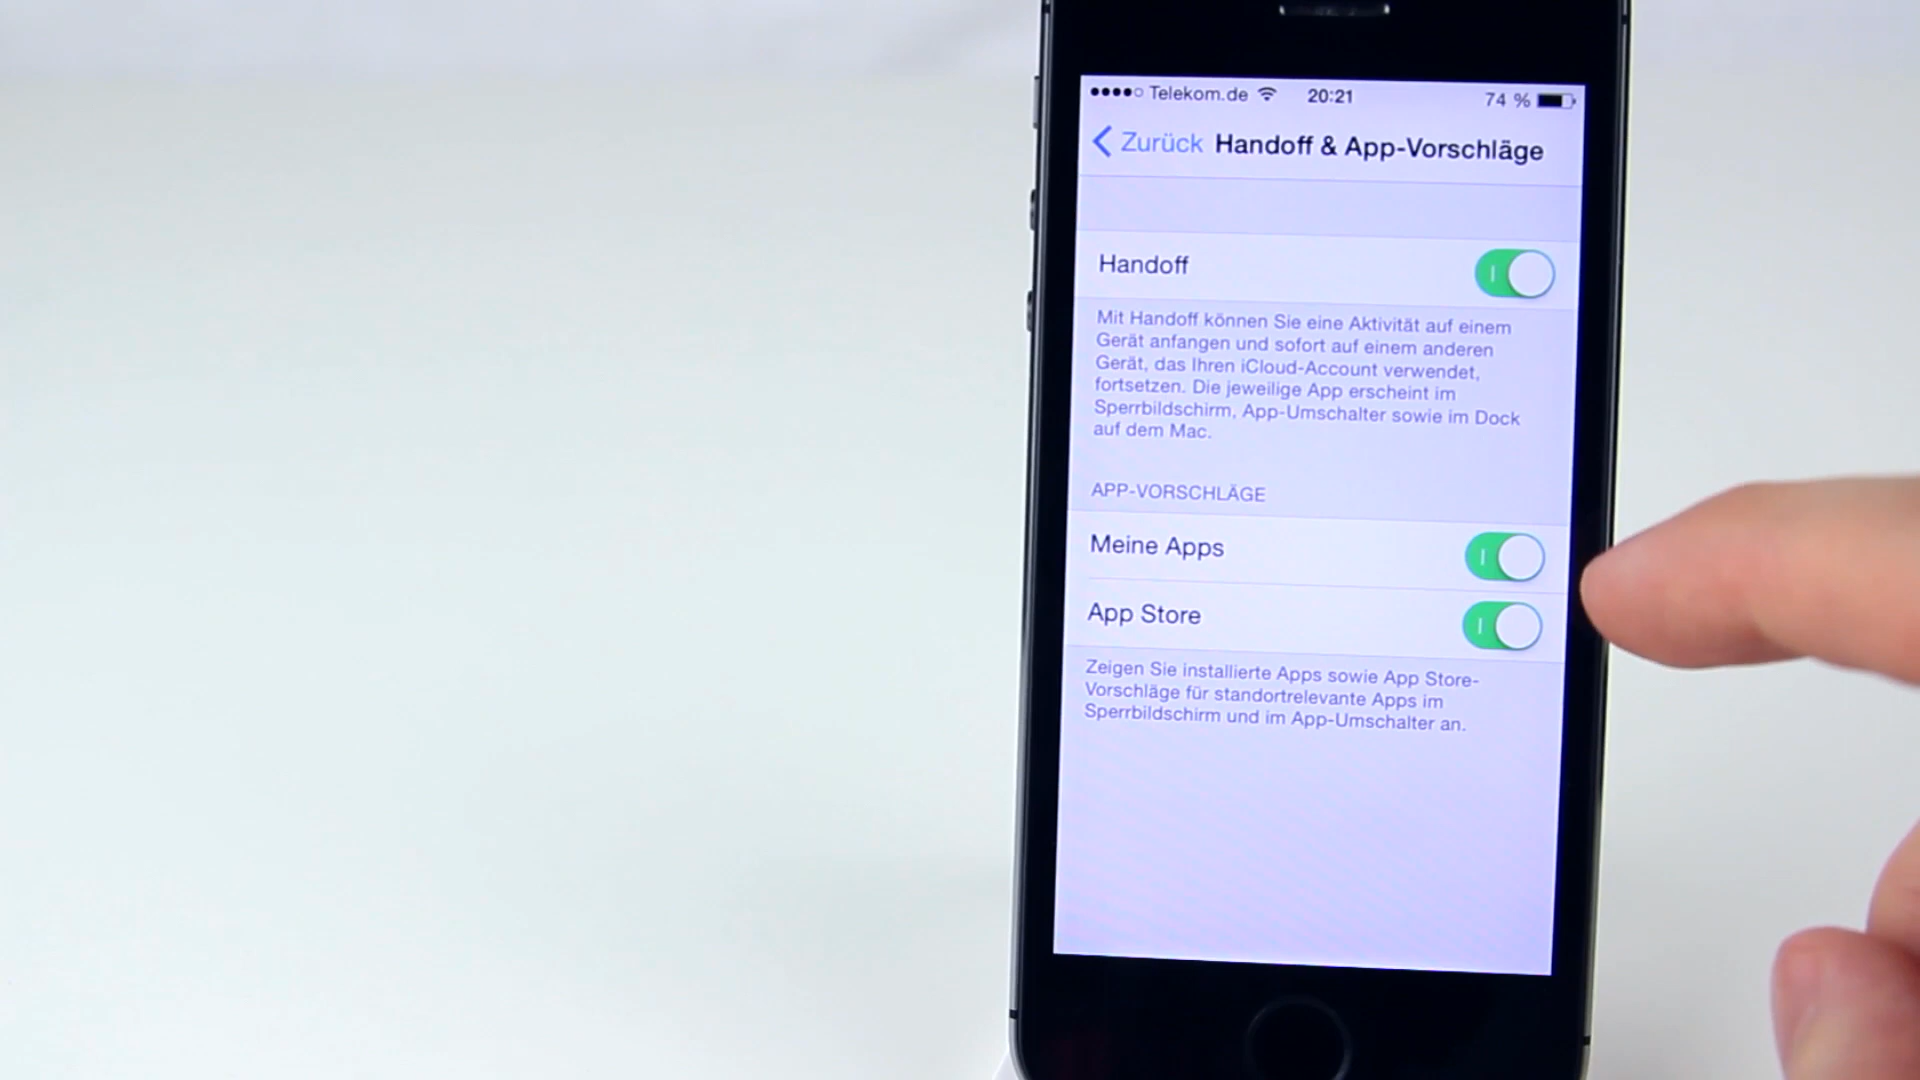 Telekom.de 20:21 74 %
Zurück Handoff & App-Vorschläge
Handoff
Mit Handoff können Sie eine Aktivität auf einem
Gerät anfangen und sofort auf einem anderen
Gerät, das Ihren iCloud-Account verwendet,
fortsetzen. Die jeweilige App erscheint im
Sperrbildschirm, App-Umschalter sowie im Dock
auf dem Mac.
APP-VORSCHLÄGE
Meine Apps
App Store
Zeigen Sie installierte Apps sowie App Store-
Vorschläge für standortrelevante Apps im
Sperrbildschirm und im App-Umschalter an.